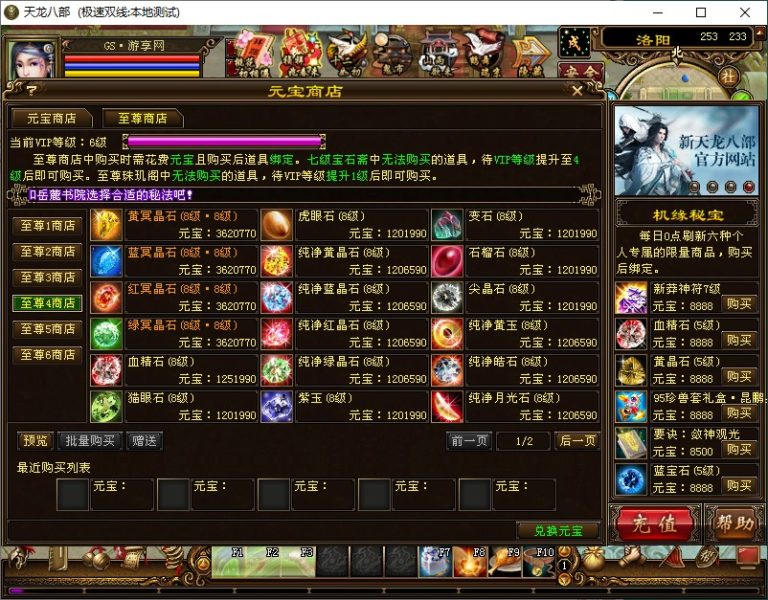 天龙八部 (极速双线:本地测试)
GS·游享网
洛阳 253 233
北
安全
社
?
元宝商店
元宝商店 至尊商店
当前VIP等级：6级
至尊商店中购买时需花费元宝且购买后道具绑定。七级宝石斋中无法购买的道具，待VIP等级提升至4
级后即可购买。至尊铢玑阁中无法购买的道具，待VIP等级提升1级后即可购买。
岳麓书院选择合适的秘法吧！
至尊1商店
至尊2商店
至尊3商店
至尊4商店
至尊5商店
至尊6商店
黄冥晶石(8级·8级)
元宝：3620770
虎眼石(8级)
元宝：1201990
变石(8级)
元宝：1201990
蓝冥晶石(8级·8级)
元宝：3620770
纯净黄晶石(8级)
元宝：1206590
石榴石(8级)
元宝：1201990
红冥晶石(8级·8级)
元宝：3620770
纯净蓝晶石(8级)
元宝：1206590
尖晶石(8级)
元宝：1201990
绿冥晶石(8级·8级)
元宝：3620770
纯净红晶石(8级)
元宝：1206590
纯净黄玉(8级)
元宝：1206590
血精石(8级)
元宝：1251990
纯净绿晶石(8级)
元宝：1206590
纯净皓石(8级)
元宝：1206590
猫眼石(8级)
元宝：1201990
紫玉(8级)
元宝：1201990
纯净月光石(8级)
元宝：1206590
预览 批量购买 赠送 前一页 1/2 后一页
最近购买列表
元宝： 元宝： 元宝： 元宝： 元宝：
兑换元宝
新天龙八部
官方网站
机缘秘宝
每日0点刷新六种个
人专属的限量商品，购买
后绑定。
新莽神符7级
元宝：8888 购买
血精石(5级)
元宝：8888 购买
黄晶石(5级)
元宝：8888 购买
95珍兽套礼盒·昆鹏
元宝：8888 购买
要诀：敛神观光
元宝：8500 购买
蓝宝石(5级)
元宝：8888 购买
充值 帮助
F1 F2 F3 F7 F8 F9 F10
1